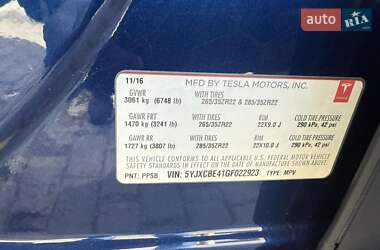 auto RIA
11/16 MFD BY TESLA MOTORS, INC.
GVWR WITH TIRES
3061 kg (6748 lb) 265/35ZR22 285/35ZR22
GAWR FRT WITH TIRES RIM COLD TIRE PRESSURE
1470 kg (3241 lb) 265/35ZR22 22X9.0 J 290 kPa, 42 psi
GAWR RR WITH TIRES RIM COLD TIRE PRESSURE
1727 kg (3807 lb) 285/35ZR22 22X10.0 J 290 kPa, 42 psi
THIS VEHICLE CONFORMS TO ALL APPLICABLE U.S. FEDERAL MOTOR VEHICLE
SAFETY AND THEFT PREVENTION STANDARDS IN EFFECT ON THE DATE OF
MANUFACTURE SHOWN ABOVE.
PNT: PPSB VIN: 5YJXCBE41GF022923 TYPE: MPV